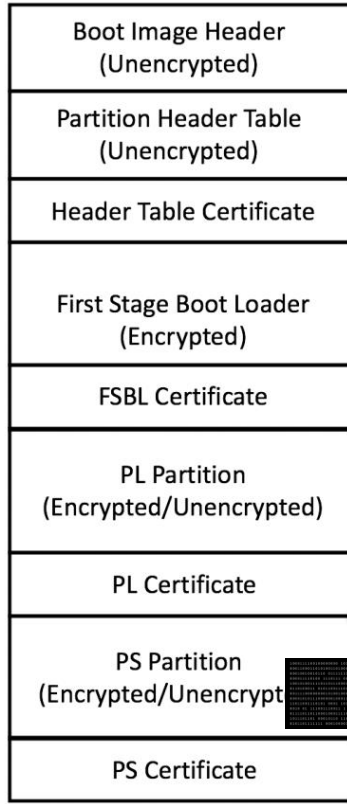 Boot Image Header
(Unencrypted)
Partition Header Table
(Unencrypted)
Header Table Certificate
First Stage Boot Loader
(Encrypted)
FSBL Certificate
PL Partition
(Encrypted/Unencrypted)
PL Certificate
PS Partition
(Encrypted/Unencrypt
PS Certificate